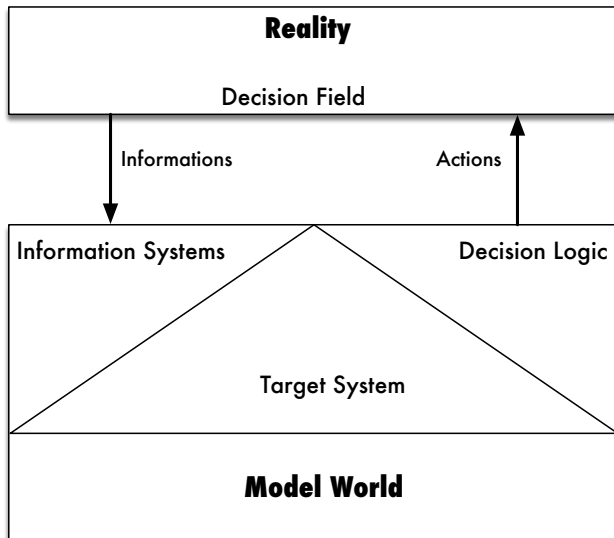 Reality
Decision Field
Informations
Actions
Information Systems
Decision Logic
Target System
Model World